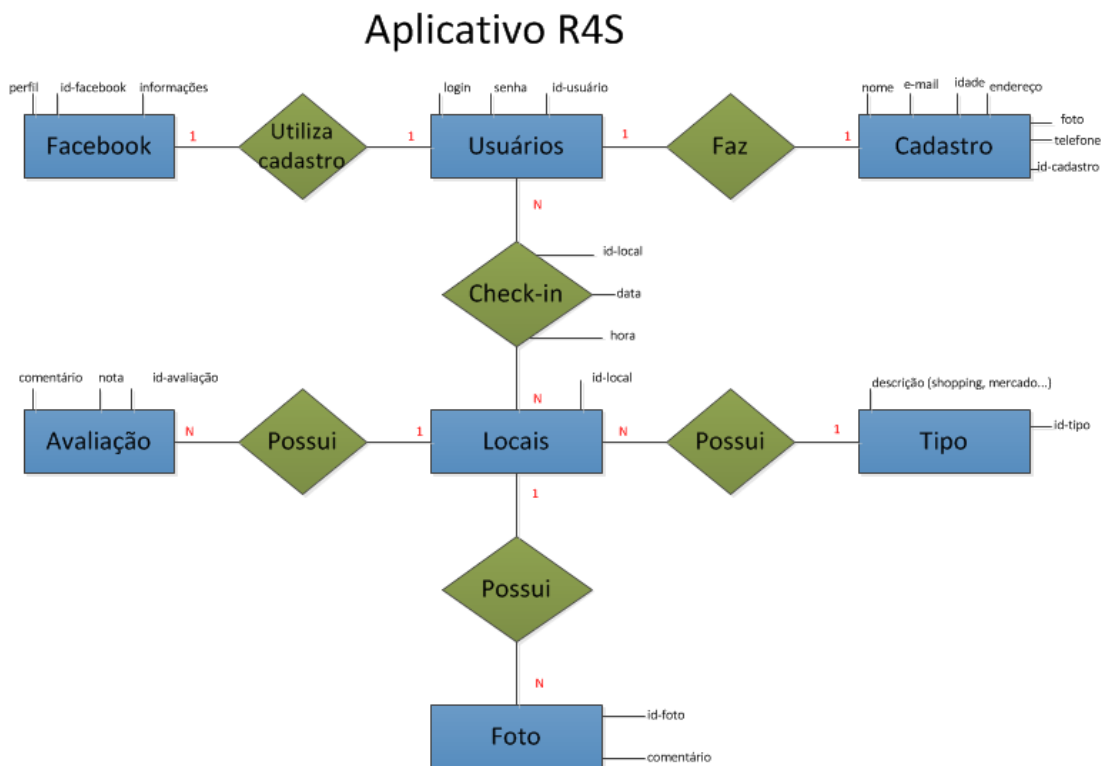 Aplicativo R4S
perfil
id-facebook
informações
login
senha
id-usuário
nome
e-mail
idade
endereço
foto
telefone
id-cadastro
Facebook
1
Utiliza
cadastro
1
Usuários
1
Faz
1
Cadastro
N
id-local
Check-in
data
hora
comentário
nota
id-avaliação
N
id-local
descrição (shopping, mercado...)
id-tipo
Avaliação
N
Possui
1
Locais
N
Possui
1
Tipo
1
Possui
N
id-foto
Foto
comentário